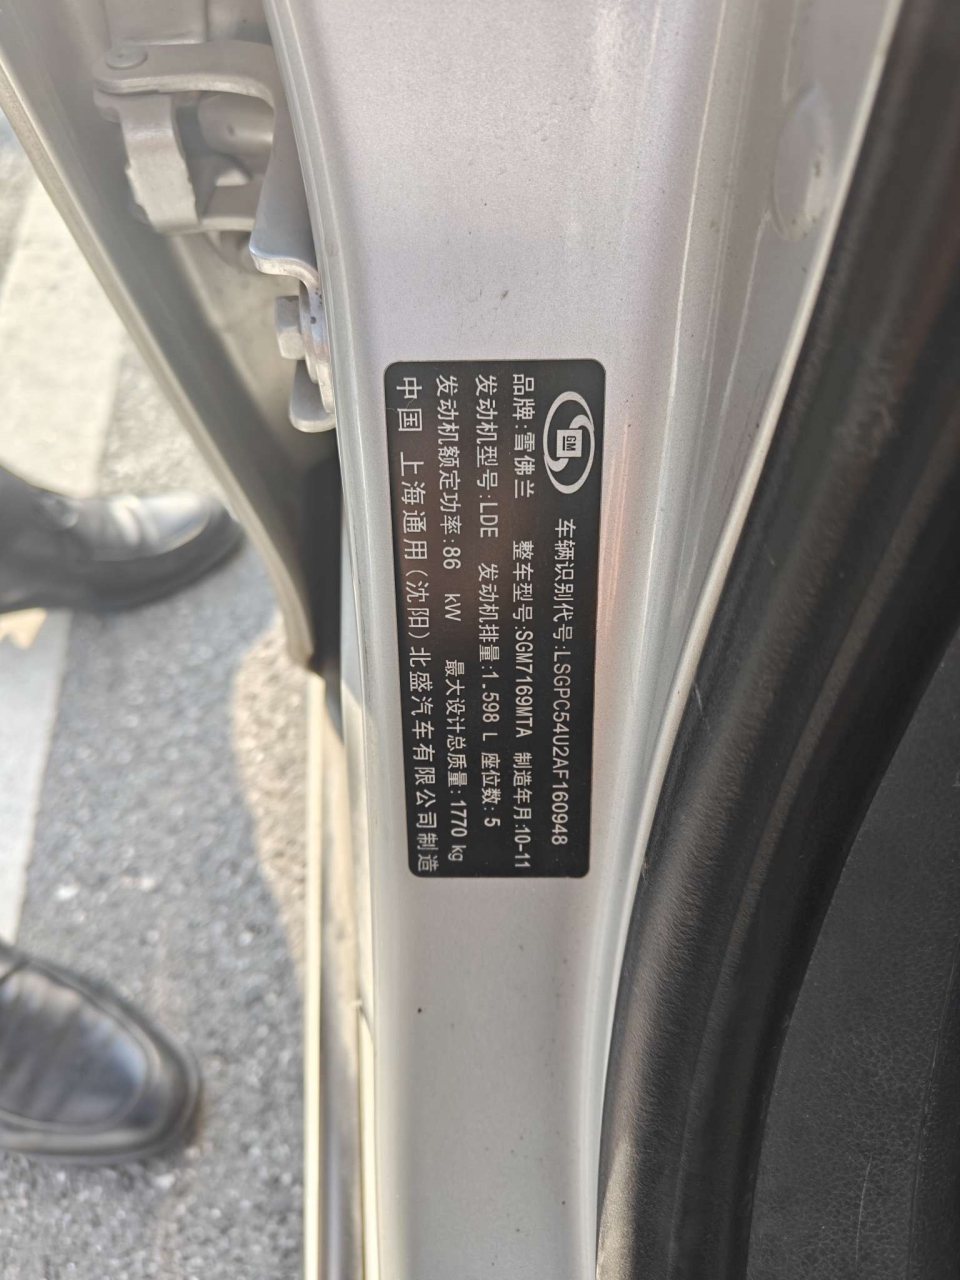 GM 车辆识别代号:LSGPC54U2AF160948
品牌:雪佛兰 整车型号:SGM7169MTA 制造年月:10-11
发动机型号:LDE 发动机排量:1.598 L 座位数:5
发动机额定功率:86 kW 最大设计总质量:1770 kg
中国 上海通用(沈阳)北盛汽车有限公司制造